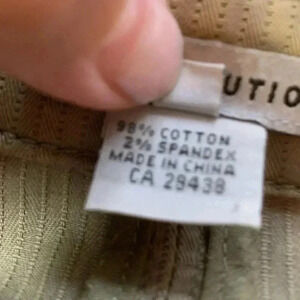 UTIO
98% COTTON
2% SPANDEX
MADE IN CHINA
CA 29438